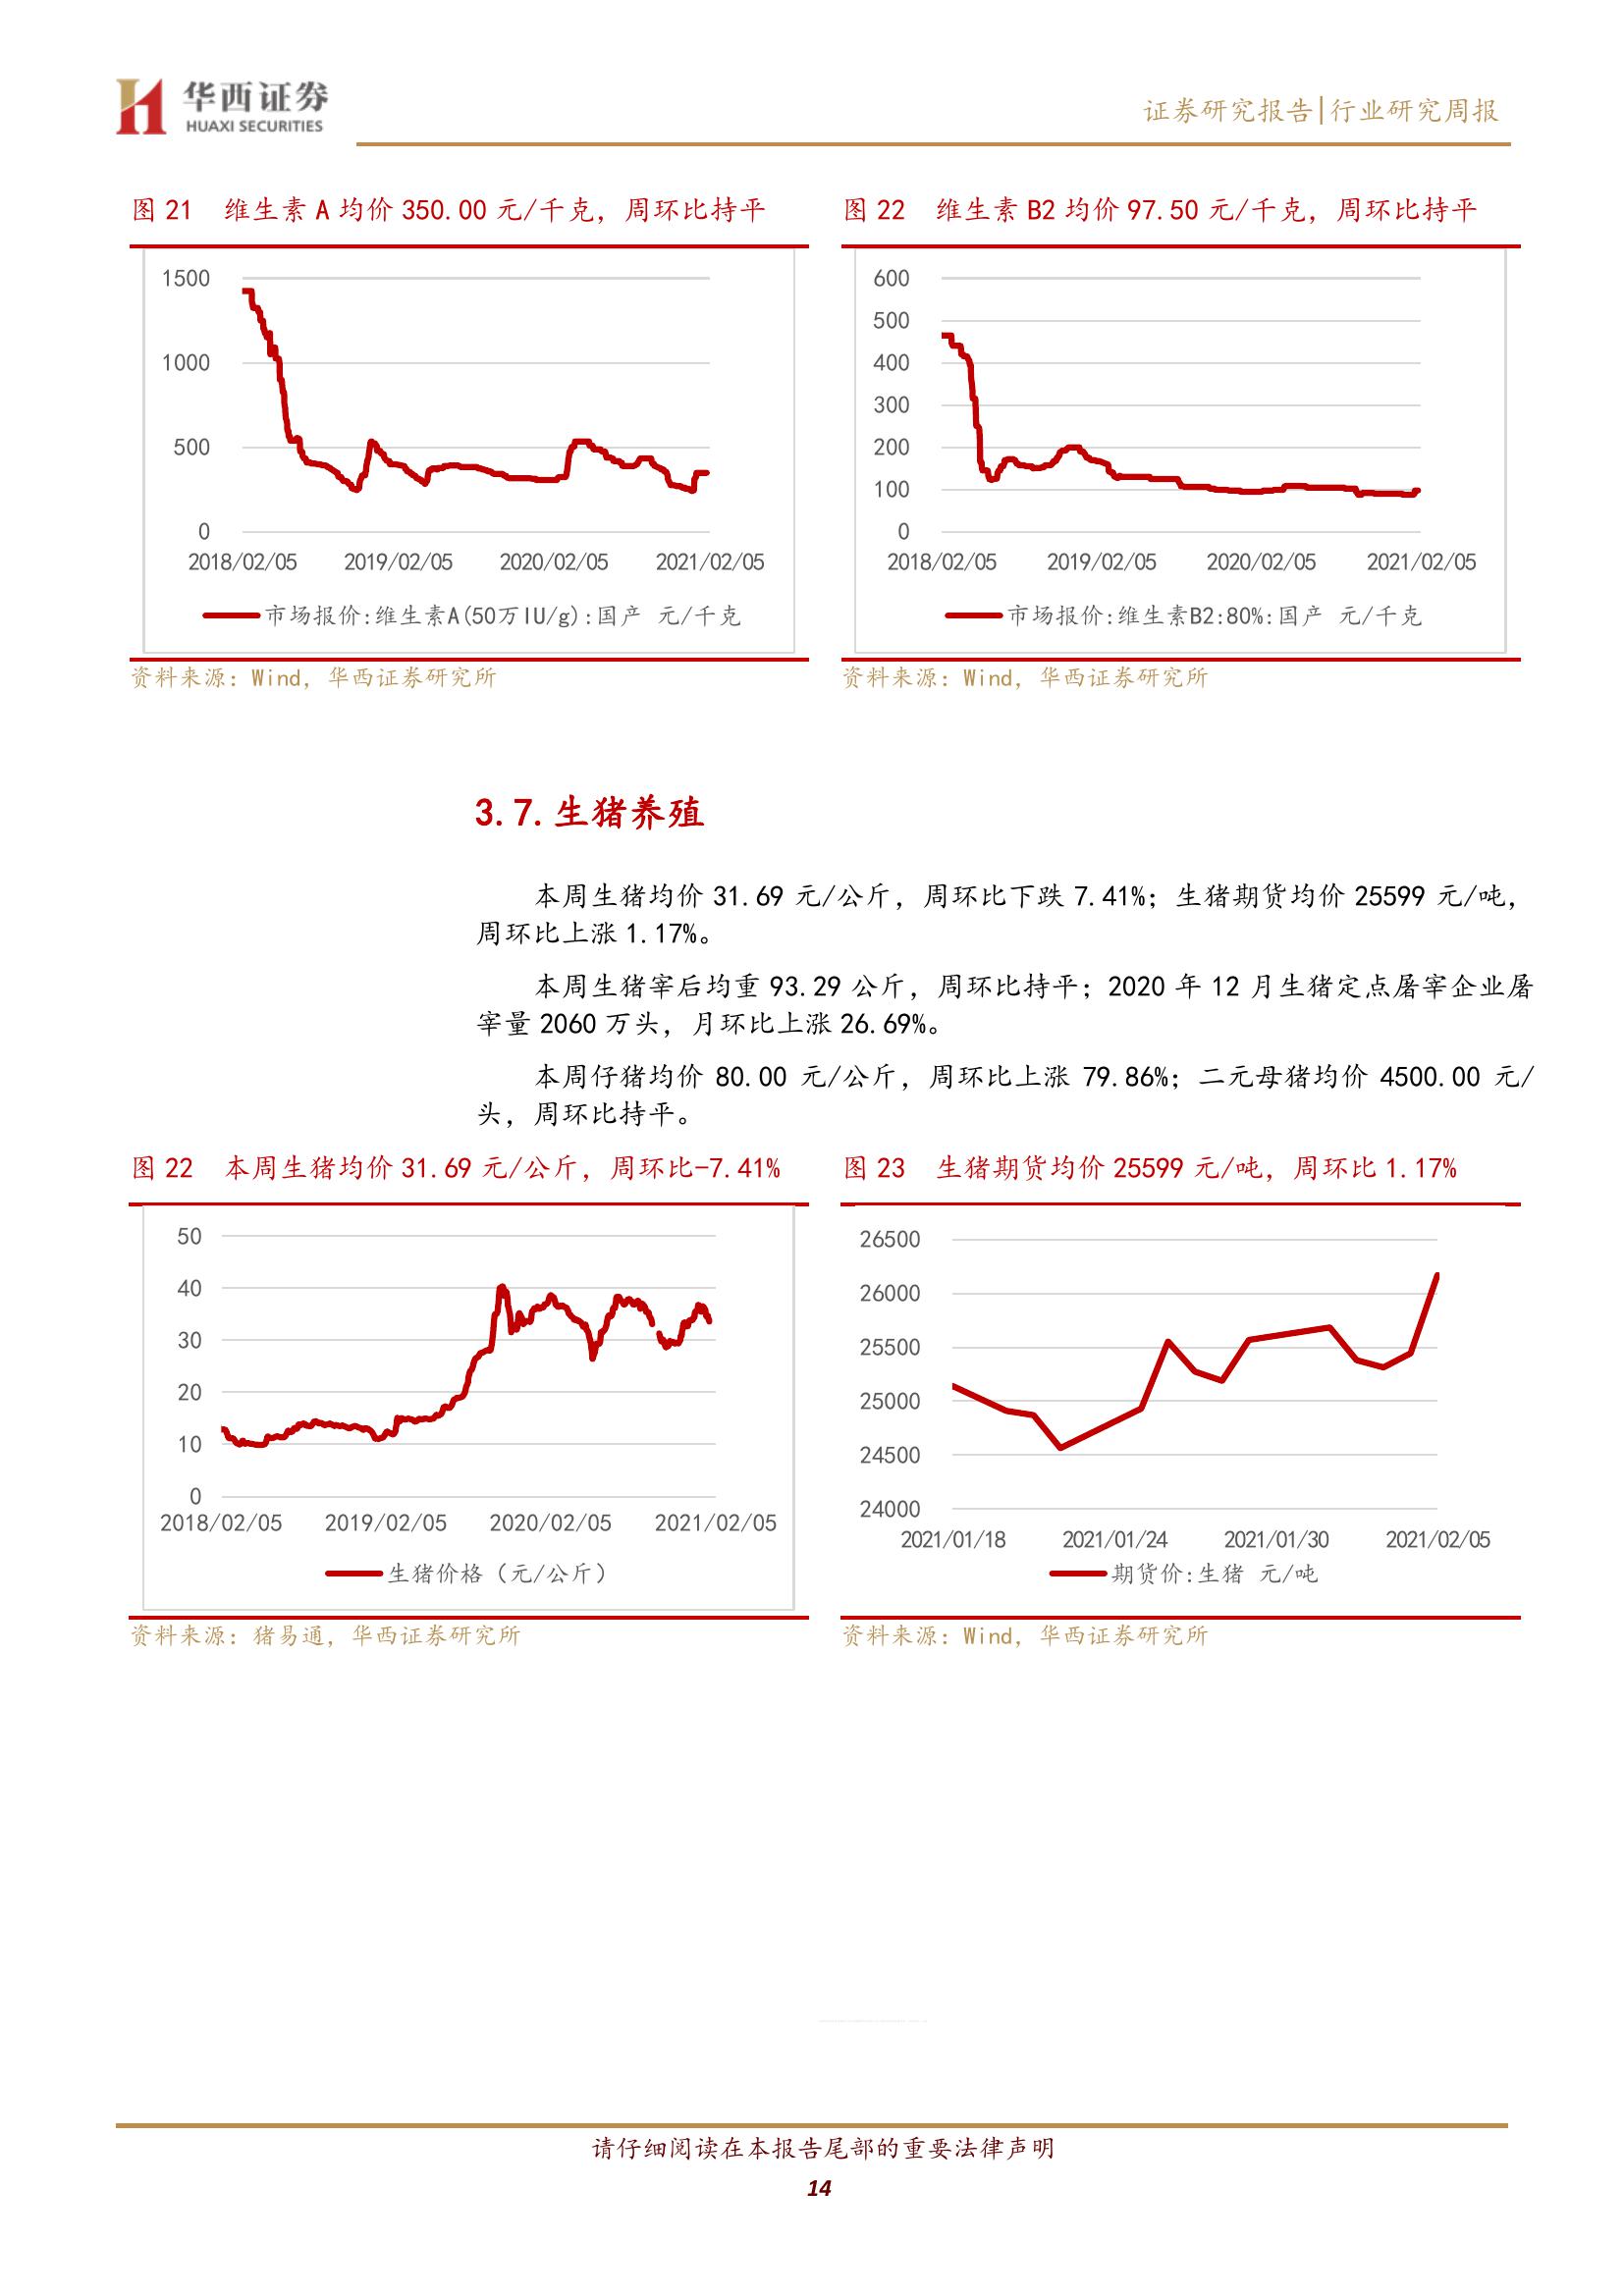 华西证券
HUAXI SECURITIES
证券研究报告|行业研究周报
图 21 维生素 A 均价 350.00 元/千克，周环比持平
1500
1000
500
0
2018/02/05 2019/02/05 2020/02/05 2021/02/05
市场报价:维生素A(50万IU/g):国产 元/千克
资料来源：Wind，华西证券研究所
图 22 维生素 B2 均价 97.50 元/千克，周环比持平
600
500
400
300
200
100
0
2018/02/05 2019/02/05 2020/02/05 2021/02/05
市场报价:维生素B2:80%:国产 元/千克
资料来源：Wind，华西证券研究所
3.7.生猪养殖
本周生猪均价 31.69 元/公斤，周环比下跌 7.41%；生猪期货均价 25599 元/吨，
周环比上涨 1.17%。
本周生猪宰后均重 93.29 公斤，周环比持平；2020 年 12 月生猪定点屠宰企业屠
宰量 2060 万头，月环比上涨 26.69%。
本周仔猪均价 80.00 元/公斤，周环比上涨 79.86%；二元母猪均价 4500.00 元/
头，周环比持平。
图 22 本周生猪均价 31.69 元/公斤，周环比-7.41%
50
40
30
20
10
0
2018/02/05 2019/02/05 2020/02/05 2021/02/05
生猪价格（元/公斤）
资料来源：猪易通，华西证券研究所
图 23 生猪期货均价 25599 元/吨，周环比 1.17%
26500
26000
25500
25000
24500
24000
2021/01/18 2021/01/24 2021/01/30 2021/02/05
期货价:生猪 元/吨
资料来源：Wind，华西证券研究所
请仔细阅读在本报告尾部的重要法律声明
14